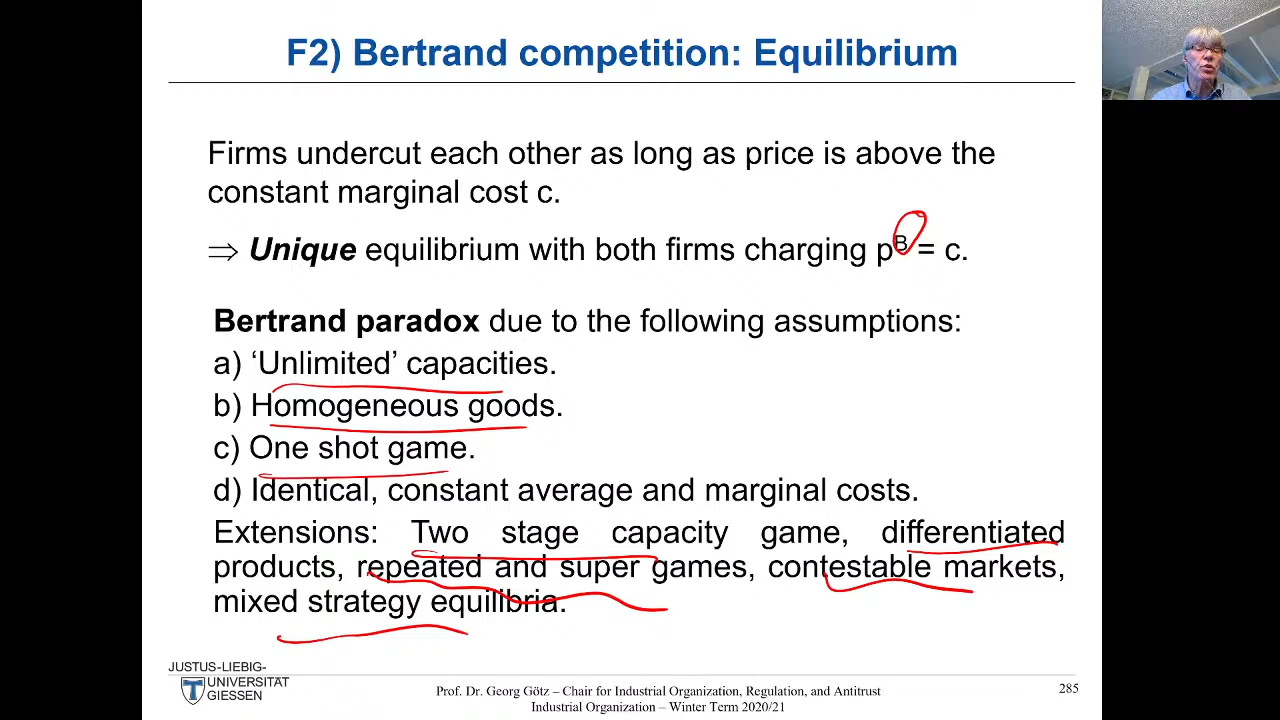 F2) Bertrand competition: Equilibrium
Firms undercut each other as long as price is above the
constant marginal cost c.
⇒ Unique equilibrium with both firms charging pᴮ = c.
Bertrand paradox due to the following assumptions:
a) ‘Unlimited’ capacities.
b) Homogeneous goods.
c) One shot game.
d) Identical, constant average and marginal costs.
Extensions: Two stage capacity game, differentiated
products, repeated and super games, contestable markets,
mixed strategy equilibria.
JUSTUS-LIEBIG-
UNIVERSITÄT
GIESSEN
Prof. Dr. Georg Götz – Chair for Industrial Organization, Regulation, and Antitrust
Industrial Organization – Winter Term 2020/21
285